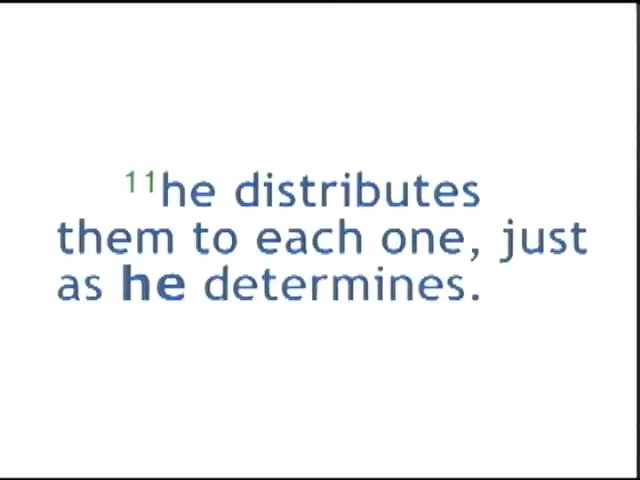 11he distributes
them to each one, just
as he determines.